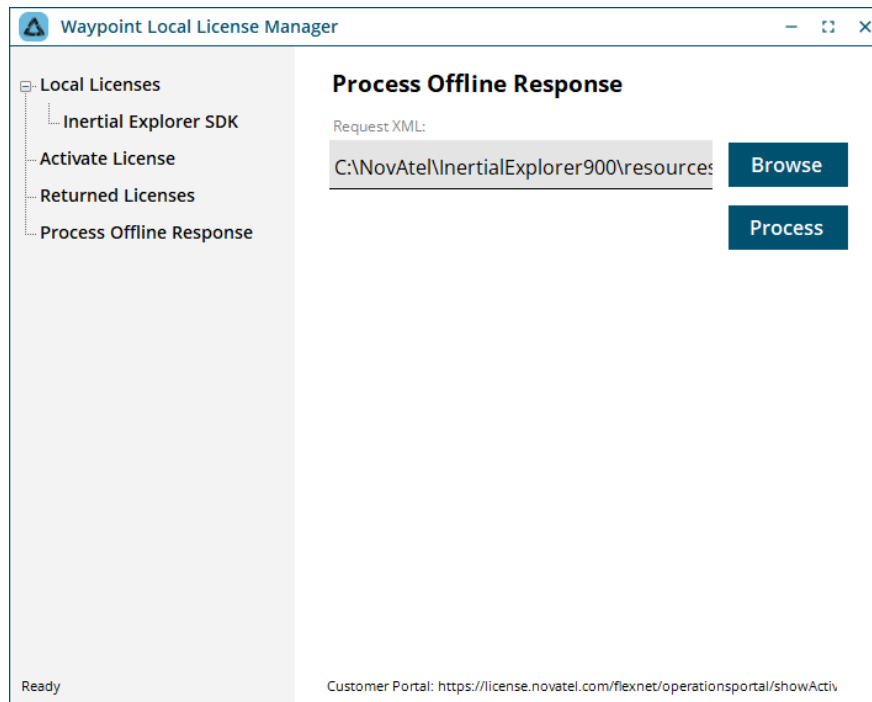 Waypoint Local License Manager
Local Licenses
Inertial Explorer SDK
Activate License
Returned Licenses
Process Offline Response
Process Offline Response
Request XML:
C:\NovAtel\InertialExplorer900\resources
Browse
Process
Ready
Customer Portal: https://license.novatel.com/flexnet/operationsportal/showActiv